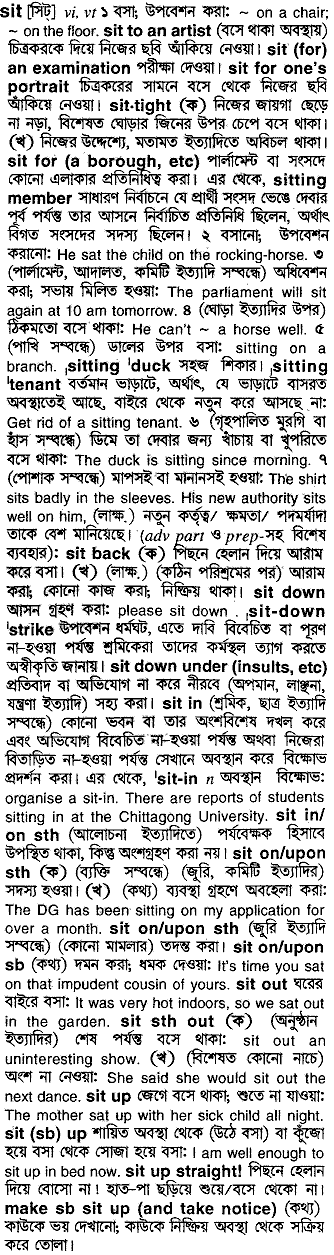 sit [সিট্] vi, vt ১ বসা; উপবেশন করা: ~ on a chair;
~ on the floor. sit to an artist (বসে থাকা অবস্থায়)
চিত্রকরকে দিয়ে নিজের ছবি আঁকিয়ে নেওয়া। sit (for)
an examination পরীক্ষা দেওয়া। sit for one's
portrait চিত্রকরের সামনে বসে থেকে নিজের ছবি
আঁকিয়ে নেওয়া। sit-tight (ক) নিজের জায়গা ছেড়ে
না নড়া, বিশেষত ঘোড়ার জিনের উপর চেপে বসে থাকা।
(খ) নিজের উদ্দেশ্যে, মতামত ইত্যাদিতে অবিচল থাকা।
sit for (a borough, etc) পার্লামেন্ট বা সংসদে
কোনো এলাকার প্রতিনিধিত্ব করা। এর থেকে, sitting
member সাধারণ নির্বাচনে যে প্রার্থী সংসদ ভেঙে দেবার
পূর্ব পর্যন্ত তার আসনে নির্বাচিত প্রতিনিধি ছিলেন, অর্থাৎ
বিগত সংসদের সদস্য ছিলেন। ২ বসানো; উপবেশন
করানো: He sat the child on the rocking-horse. ৩
(পার্লামেন্ট, আদালত, কমিটি ইত্যাদি সম্বন্ধে) অধিবেশন
করা; সভায় মিলিত হওয়া: The parliament will sit
again at 10 am tomorrow. ৪ (ঘোড়া ইত্যাদির উপর)
ঠিকমতো বসে থাকা: He can't ~ a horse well. ৫
(পাখি সম্বন্ধে) ডালের উপর বসা: sitting on a
branch. ˌsitting ˈduck সহজ শিকার। ˌsitting
ˈtenant বর্তমান ভাড়াটে, অর্থাৎ, যে ভাড়াটে বাসরত
অবস্থাতেই আছে, বাইরে থেকে নতুন করে আসছে না:
Get rid of a sitting tenant. ৬ (গৃহপালিত মুরগি বা
হাঁস সম্বন্ধে) ডিমে তা দেবার জন্য খাঁচায় বা খুপরিতে
বসে থাকা: The duck is sitting since morning. ৭
(পোশাক সম্বন্ধে) মাপসই বা মানানসই হওয়া: The shirt
sits badly in the sleeves. His new authority sits
well on him, (লাক্ষ.) নতুন কর্তৃত্ব/ ক্ষমতা/ পদমর্যাদা
তাকে বেশ মানিয়েছে। (adv part ও prep-সহ বিশেষ
ব্যবহার): sit back (ক) পিছনে হেলান দিয়ে আরাম
করে বসা। (খ) (লাক্ষ.) (কঠিন পরিশ্রমের পর) আরাম
করা; কোনো কাজ করা; নিষ্ক্রিয় থাকা। sit down
আসন গ্রহণ করা: please sit down . ˌsit-down
ˈstrike উপবেশন ধর্মঘট, এতে দাবি বিবেচিত বা পূরণ
না-হওয়া পর্যন্ত শ্রমিকেরা তাদের কর্মস্থল ত্যাগ করতে
অস্বীকৃতি জানায়। sit down under (insults, etc)
প্রতিবাদ বা অভিযোগ না করে নীরবে (অপমান, লাঞ্ছনা,
যন্ত্রণা ইত্যাদি) সহ্য করা। sit in (শ্রমিক, ছাত্র ইত্যাদি
সম্বন্ধে) কোনো ভবন বা তার অংশবিশেষ দখল করে
এবং অভিযোগ বিবেচিত না-হওয়া পর্যন্ত অথবা নিজেরা
বিতাড়িত না-হওয়া পর্যন্ত সেখানে অবস্থান করে বিক্ষোভ
প্রদর্শন করা। এর থেকে, ˈsit-in n অবস্থান বিক্ষোভ:
organise a sit-in. There are reports of students
sitting in at the Chittagong University. sit in/
on sth (আলোচনা ইত্যাদিতে) পর্যবেক্ষক হিসাবে
উপস্থিত থাকা, কিন্তু অংশগ্রহণ করা নয়। sit on/upon
sth (ক) (ব্যক্তি সম্বন্ধে) (জুরি, কমিটি ইত্যাদির)
সদস্য হওয়া। (খ) (কথ্য) ব্যবস্থা গ্রহণে অবহেলা করা:
The DG has been sitting on my application for
over a month. sit on/upon sth (জুরি ইত্যাদি
সম্বন্ধে) (কোনো মামলার) তদন্ত করা। sit on/upon
sb (কথ্য) দমন করা; ধমক দেওয়া: It's time you sat
on that impudent cousin of yours. sit out ঘরের
বাইরে বসা: It was very hot indoors, so we sat out
in the garden. sit sth out (ক) (অনুষ্ঠান
ইত্যাদির) শেষ পর্যন্ত বসে থাকা: sit out an
uninteresting show. (খ) (বিশেষত কোনো নাচে)
অংশ না নেওয়া: She said she would sit out the
next dance. sit up জেগে বসে থাকা; শুতে না যাওয়া:
The mother sat up with her sick child all night.
sit (sb) up শায়িত অবস্থা থেকে (উঠে বসা) বা কুঁজো
হয়ে বসা থেকে সোজা হয়ে বসা: I am well enough to
sit up in bed now. sit up straight! পিছনে হেলান
দিয়ে বোসো না! হাত-পা ছড়িয়ে শুয়ে/বসে থেকো না।
make sb sit up (and take notice) (কথ্য)
কাউকে ভয় দেখানো; কাউকে নিষ্ক্রিয় অবস্থা থেকে সক্রিয়
করে তোলা।